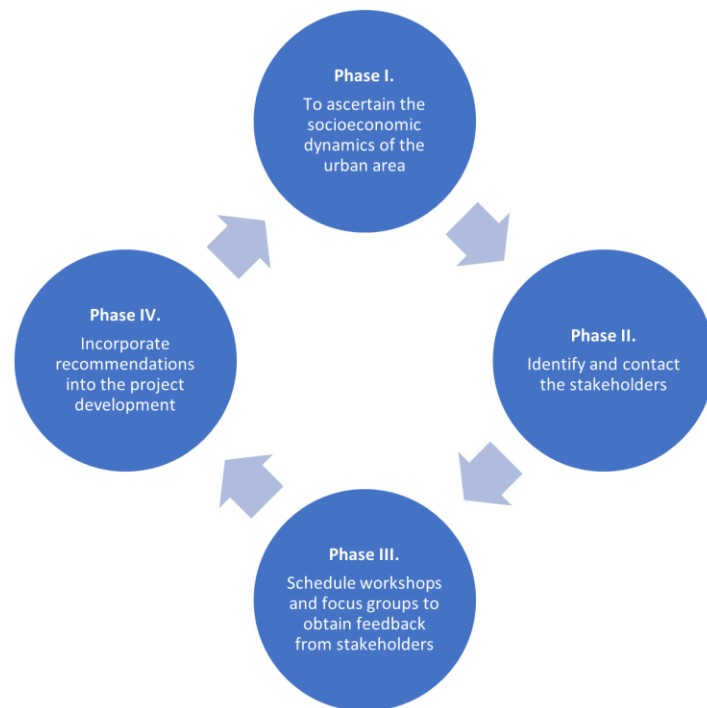 Phase I.
To ascertain the
socioeconomic
dynamics of the
urban area
Phase II.
Identify and contact
the stakeholders
Phase III.
Schedule workshops
and focus groups to
obtain feedback
from stakeholders
Phase IV.
Incorporate
recommendations
into the project
development